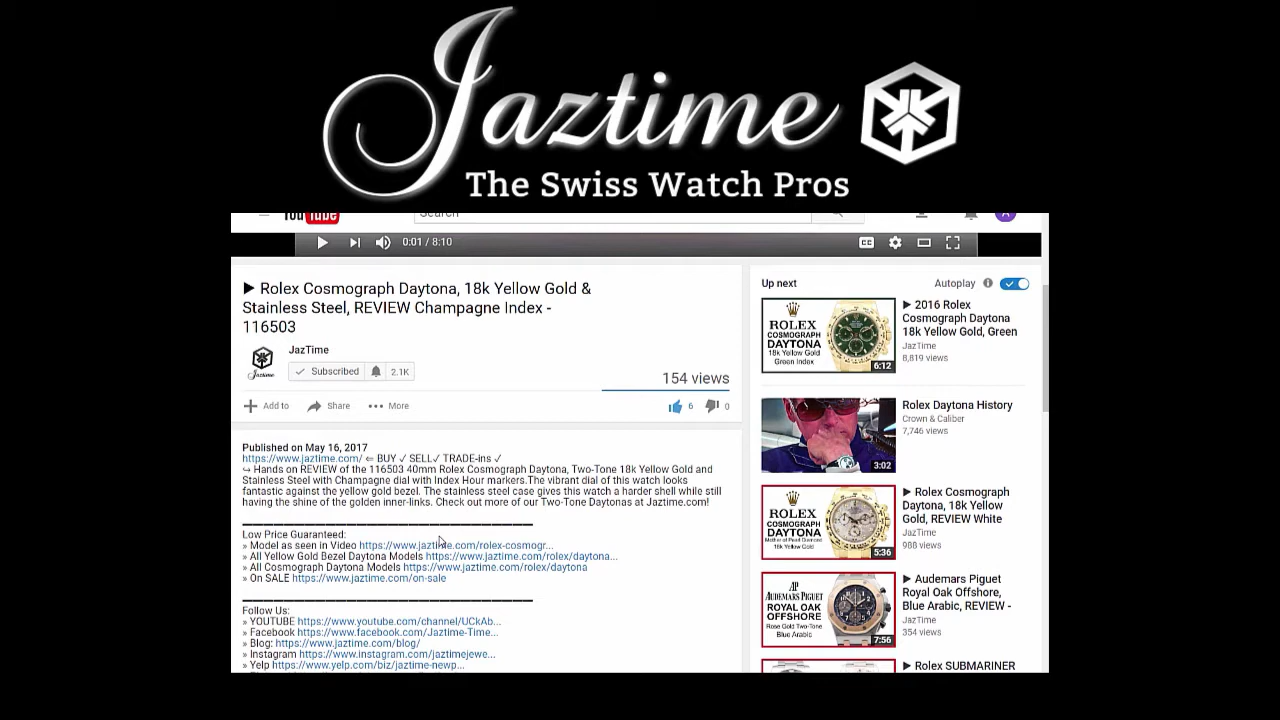 Jaztime
The Swiss Watch Pros
YouTube
Search
0:01 / 8:10
CC
▶ Rolex Cosmograph Daytona, 18k Yellow Gold &
Stainless Steel, REVIEW Champagne Index -
116503
JazTime
Jaztime
✓ Subscribed 2.1K
154 views
+ Add to Share ••• More
6 0
Published on May 16, 2017
https://www.jaztime.com/ ⇐ BUY ✓ SELL✓ TRADE-ins ✓
↪ Hands on REVIEW of the 116503 40mm Rolex Cosmograph Daytona, Two-Tone 18k Yellow Gold and
Stainless Steel with Champagne dial with Index Hour markers.The vibrant dial of this watch looks
fantastic against the yellow gold bezel. The stainless steel case gives this watch a harder shell while still
having the shine of the golden inner-links. Check out more of our Two-Tone Daytonas at Jaztime.com!
Low Price Guaranteed:
» Model as seen in Video https://www.jaztime.com/rolex-cosmogr...
» All Yellow Gold Bezel Daytona Models https://www.jaztime.com/rolex/daytona...
» All Cosmograph Daytona Models https://www.jaztime.com/rolex/daytona
» On SALE https://www.jaztime.com/on-sale
Follow Us:
» YOUTUBE https://www.youtube.com/channel/UCkAb...
» Facebook https://www.facebook.com/Jaztime-Time...
» Blog: https://www.jaztime.com/blog/
» Instagram https://www.instagram.com/jaztimejewe...
» Yelp https://www.yelp.com/biz/jaztime-newp...
Up next
Autoplay
ROLEX
COSMOGRAPH
DAYTONA
18k Yellow Gold
Green Index
6:12
▶ 2016 Rolex
Cosmograph Daytona
18k Yellow Gold, Green
JazTime
8,819 views
3:02
Rolex Daytona History
Crown & Caliber
7,746 views
ROLEX
COSMOGRAPH
DAYTONA
Mother of Pearl Diamond
18k Yellow Gold
5:36
▶ Rolex Cosmograph
Daytona, 18k Yellow
Gold, REVIEW White
JazTime
988 views
AP
AUDEMARS PIGUET
ROYAL OAK
OFFSHORE
Rose Gold Two-Tone
Blue Arabic
7:56
▶ Audemars Piguet
Royal Oak Offshore,
Blue Arabic, REVIEW -
JazTime
354 views
▶ Rolex SUBMARINER